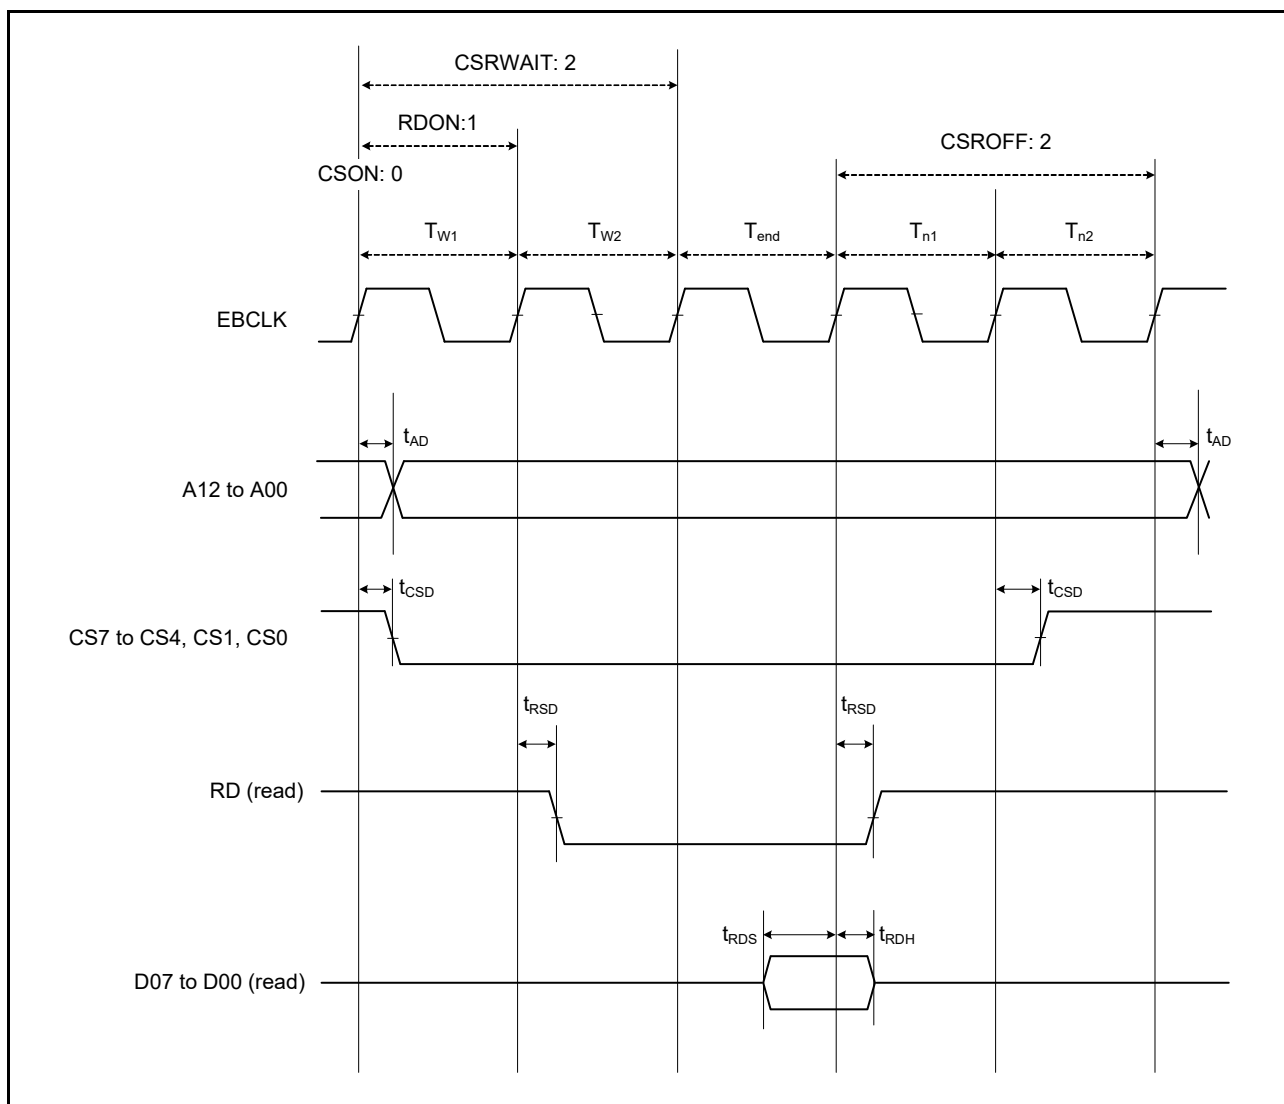 CSRWAIT: 2
RDON:1
CSROFF: 2
CSON: 0
TW1
TW2
Tend
Tn1
Tn2
EBCLK
tAD
tAD
A12 to A00
tCSD
tCSD
CS7 to CS4, CS1, CS0
tRSD
tRSD
RD (read)
tRDS
tRDH
D07 to D00 (read)